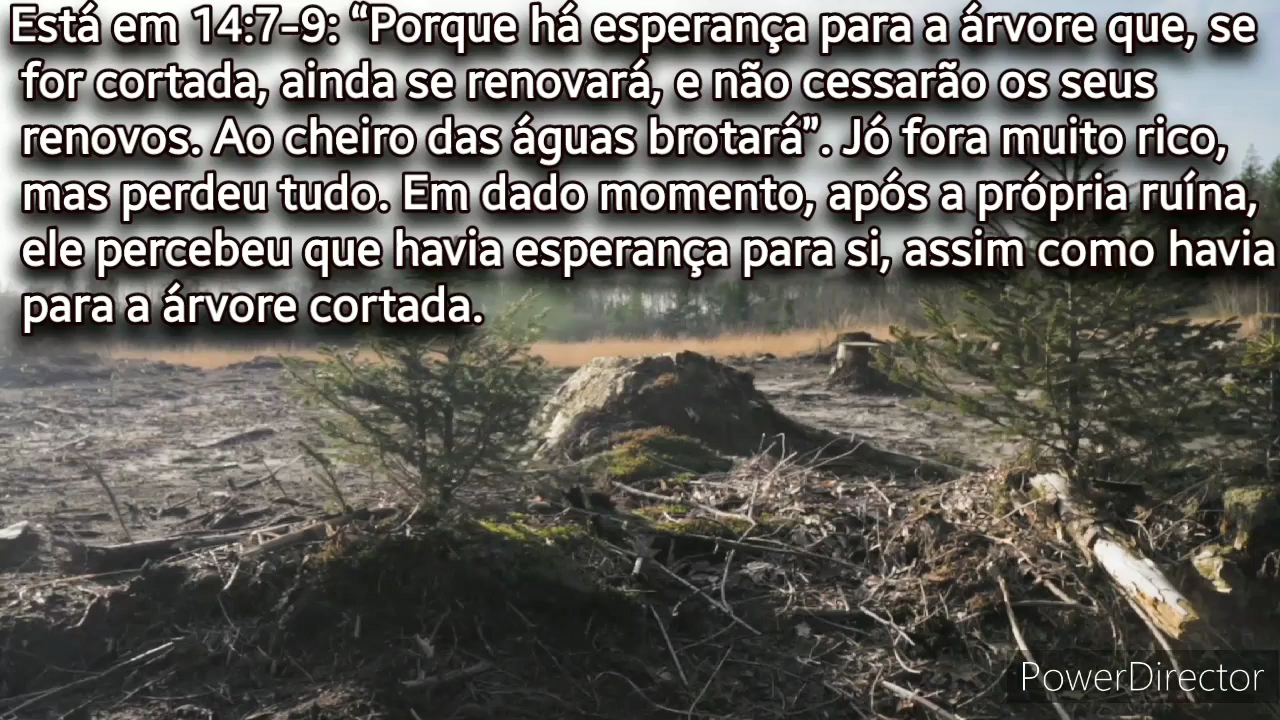 Está em 14:7-9: “Porque há esperança para a árvore que, se
for cortada, ainda se renovará, e não cessarão os seus
renovos. Ao cheiro das águas brotará”. Jó fora muito rico,
mas perdeu tudo. Em dado momento, após a própria ruína,
ele percebeu que havia esperança para si, assim como havia
para a árvore cortada.
PowerDirector